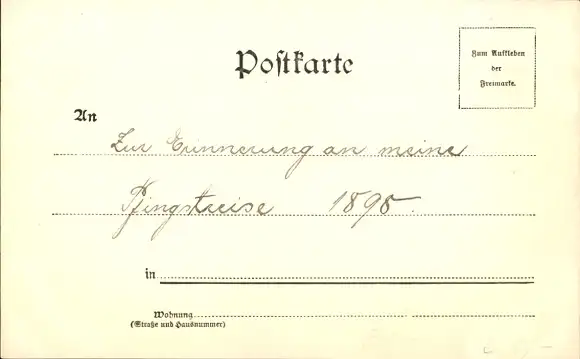 Postkarte
Zum Aufkleben
der
Freimarke.
An
Zur Erinnerung an meine
Pfingstreise 1898.
in
Wohnung
(Straße und Hausnummer)